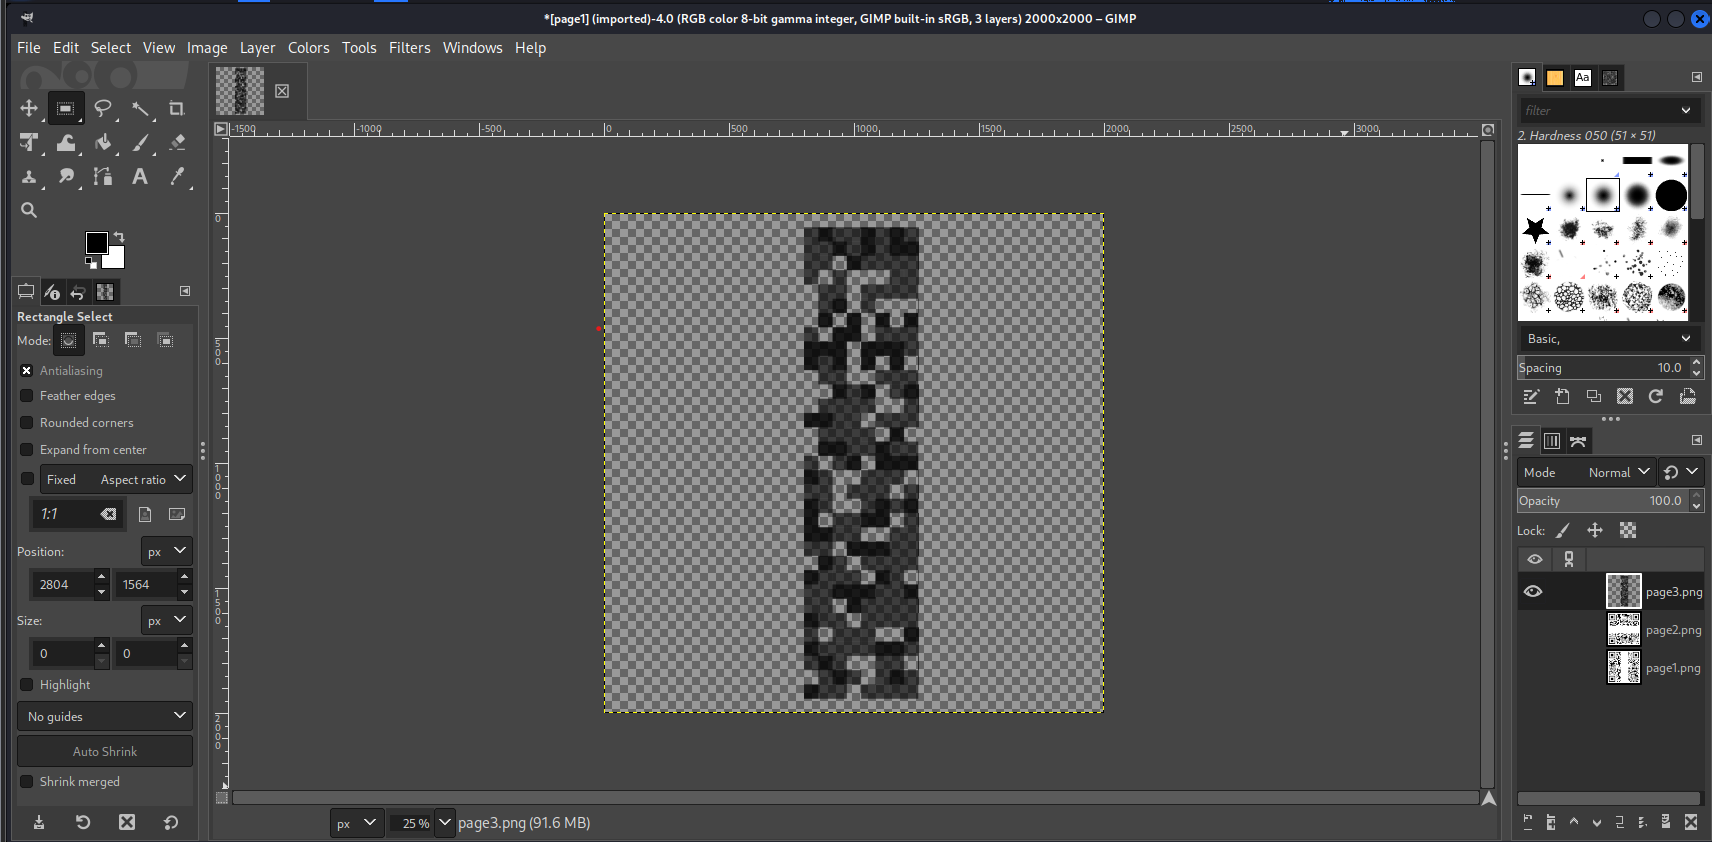 *[page1] (imported)-4.0 (RGB color 8-bit gamma integer, GIMP built-in sRGB, 3 layers) 2000x2000 – GIMP
File Edit Select View Image Layer Colors Tools Filters Windows Help
-1500 -1000 -500 0 500 1000 1500 2000 2500 3000
0
500
1000
1500
2000
Rectangle Select
Mode:
Antialiasing
Feather edges
Rounded corners
Expand from center
Fixed Aspect ratio
1:1
Position: px
2804 1564
Size: px
0 0
Highlight
No guides
Auto Shrink
Shrink merged
px 25 % page3.png (91.6 MB)
Aa
filter
2. Hardness 050 (51 × 51)
Basic,
Spacing 10.0
Mode Normal
Opacity 100.0
Lock:
page3.png
page2.png
page1.png